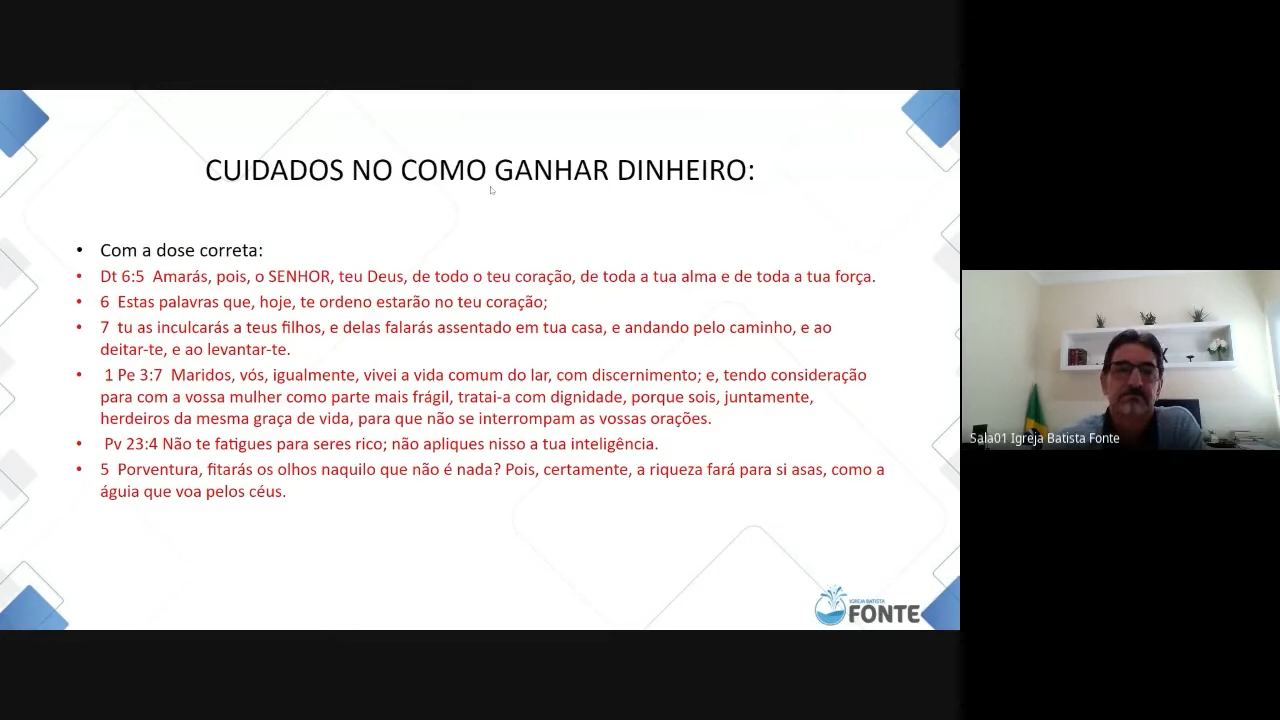 CUIDADOS NO COMO GANHAR DINHEIRO:
• Com a dose correta:
• Dt 6:5 Amarás, pois, o SENHOR, teu Deus, de todo o teu coração, de toda a tua alma e de toda a tua força.
• 6 Estas palavras que, hoje, te ordeno estarão no teu coração;
• 7 tu as inculcarás a teus filhos, e delas falarás assentado em tua casa, e andando pelo caminho, e ao
deitar-te, e ao levantar-te.
• 1 Pe 3:7 Maridos, vós, igualmente, vivei a vida comum do lar, com discernimento; e, tendo consideração
para com a vossa mulher como parte mais frágil, tratai-a com dignidade, porque sois, juntamente,
herdeiros da mesma graça de vida, para que não se interrompam as vossas orações.
• Pv 23:4 Não te fatigues para seres rico; não apliques nisso a tua inteligência.
• 5 Porventura, fitarás os olhos naquilo que não é nada? Pois, certamente, a riqueza fará para si asas, como a
águia que voa pelos céus.
IGREJA BATISTA
FONTE
Sala01 Igreja Batista Fonte